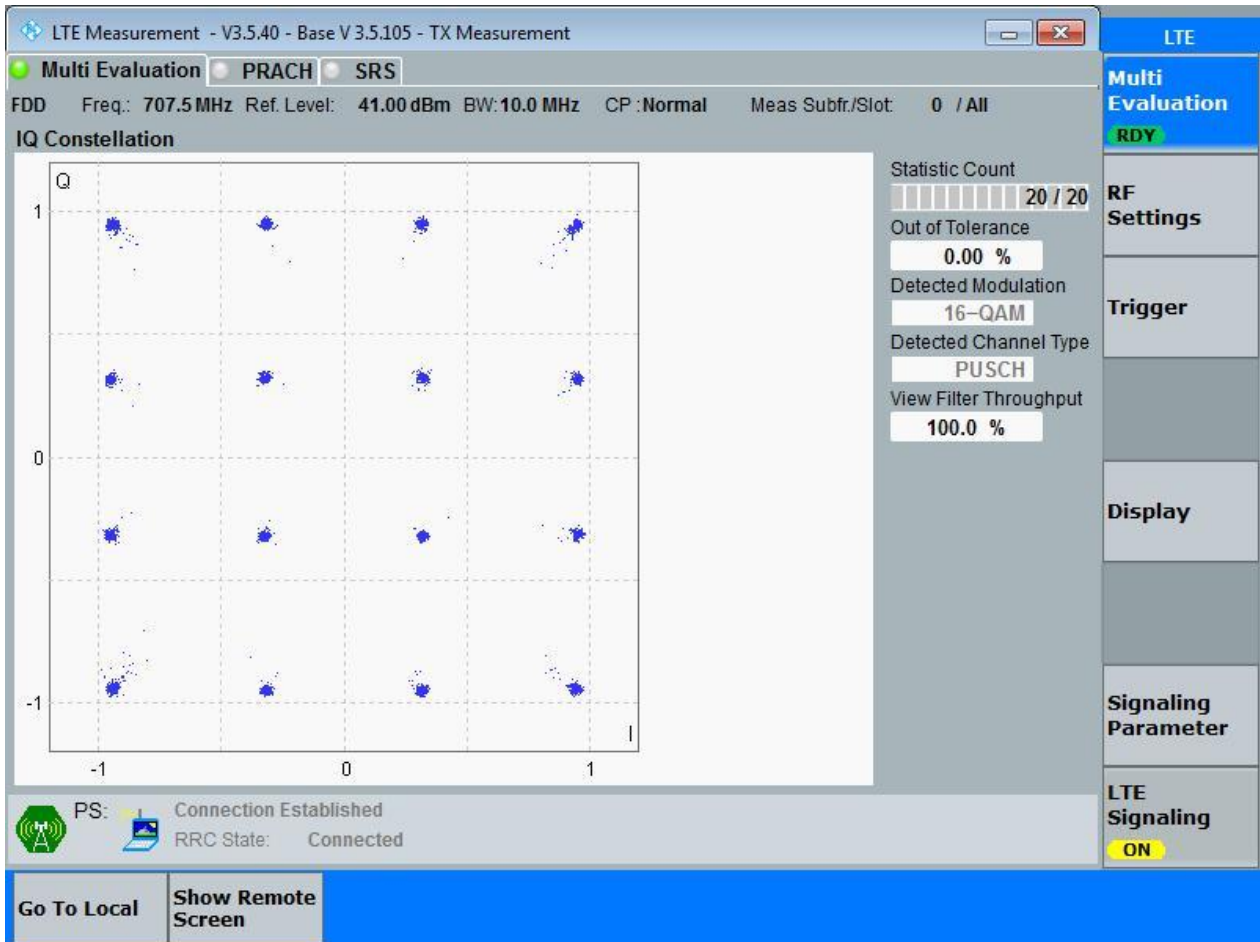 LTE Measurement - V3.5.40 - Base V 3.5.105 - TX Measurement
LTE
Multi Evaluation PRACH SRS
Multi Evaluation
RDY
FDD Freq.: 707.5 MHz Ref. Level: 41.00 dBm BW: 10.0 MHz CP : Normal Meas Subfr./Slot: 0 / All
IQ Constellation
Q
1
0
-1
I
-1 0 1
Statistic Count
20 / 20
Out of Tolerance
0.00 %
Detected Modulation
16-QAM
Detected Channel Type
PUSCH
View Filter Throughput
100.0 %
RF Settings
Trigger
Display
Signaling Parameter
LTE Signaling
ON
PS: Connection Established
RRC State: Connected
Go To Local
Show Remote Screen